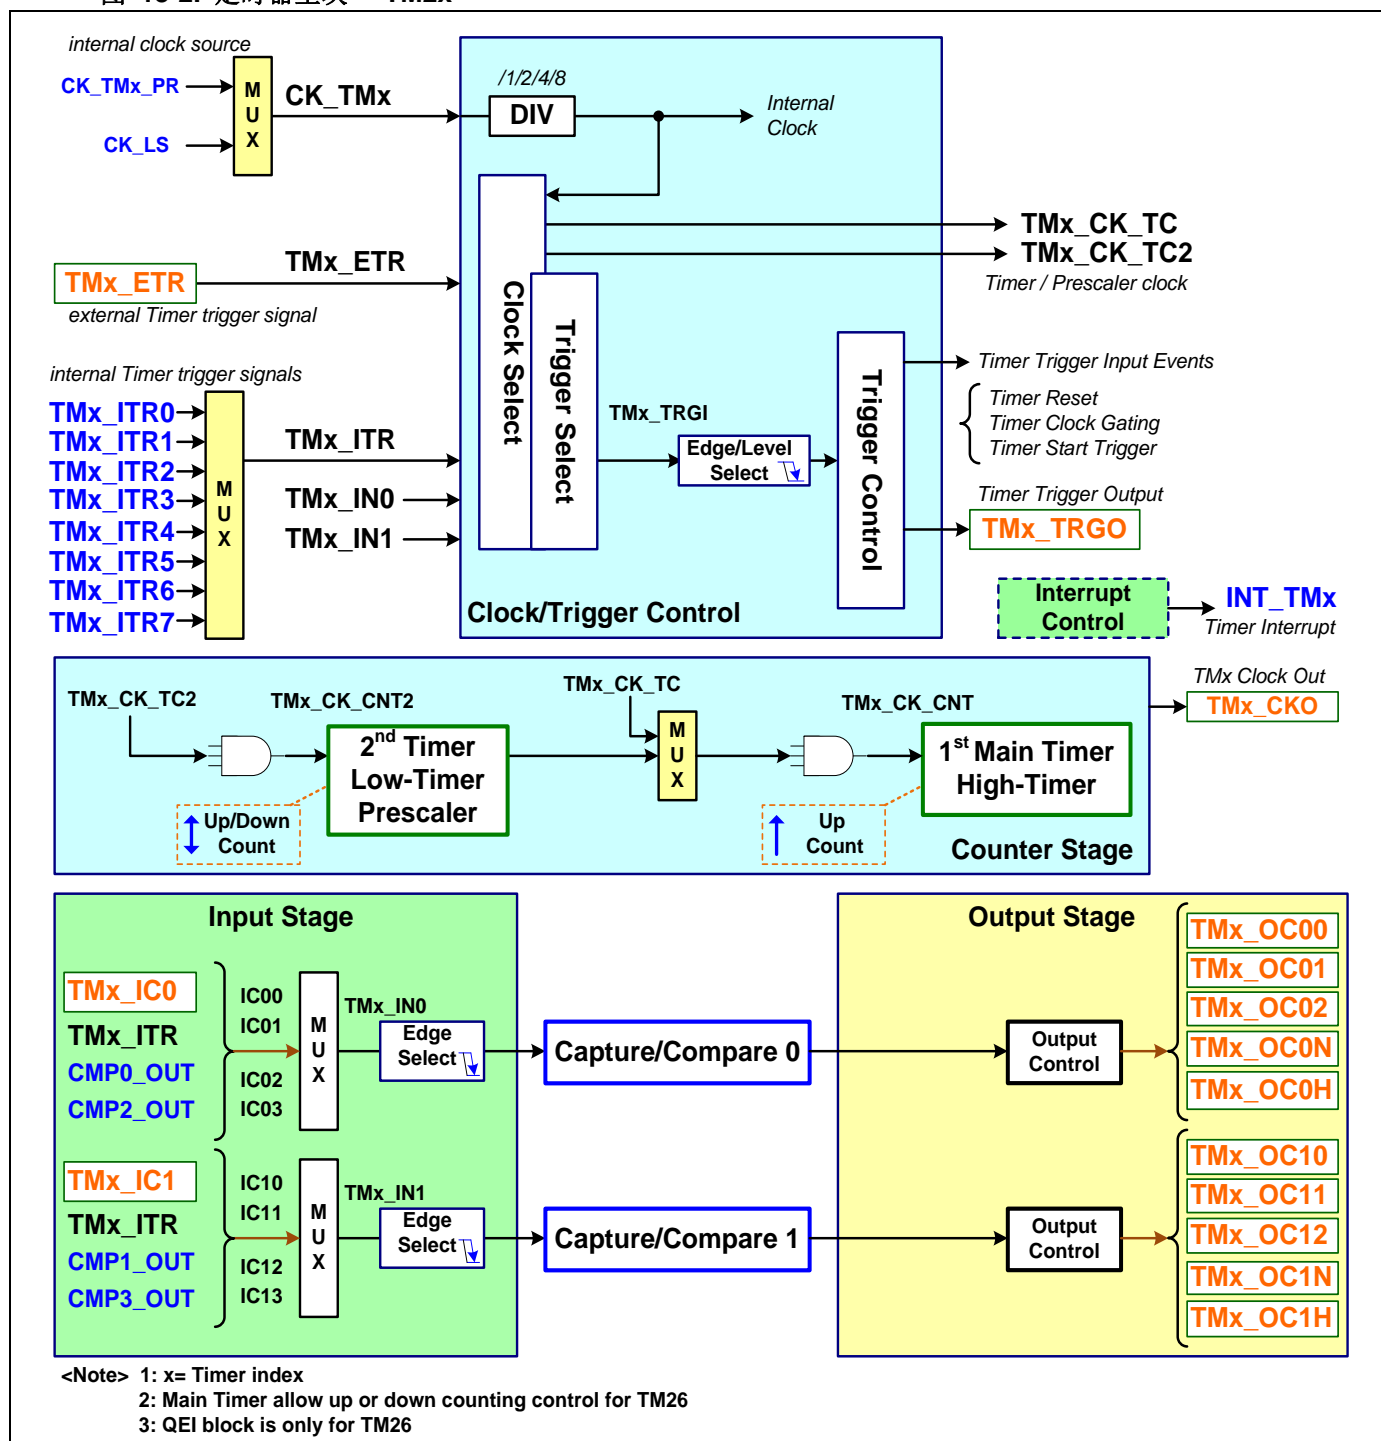 internal clock source
CK_TMx_PR
CK_LS
MUX
CK_TMx
/1/2/4/8
DIV
Internal
Clock
TMx_CK_TC
TMx_CK_TC2
Timer / Prescaler clock
TMx_ETR
TMx_ETR
external Timer trigger signal
Clock Select
Trigger Select
internal Timer trigger signals
TMx_ITR0
TMx_ITR1
TMx_ITR2
TMx_ITR3
TMx_ITR4
TMx_ITR5
TMx_ITR6
TMx_ITR7
MUX
TMx_ITR
TMx_IN0
TMx_IN1
TMx_TRGI
Edge/Level
Select
Trigger Control
Timer Trigger Input Events
Timer Reset
Timer Clock Gating
Timer Start Trigger
Timer Trigger Output
TMx_TRGO
Clock/Trigger Control
Interrupt
Control
INT_TMx
Timer Interrupt
TMx_CK_TC2
TMx_CK_CNT2
2nd Timer
Low-Timer
Prescaler
Up/Down
Count
TMx_CK_TC
MUX
TMx_CK_CNT
1st Main Timer
High-Timer
Up
Count
Counter Stage
TMx Clock Out
TMx_CKO
Input Stage
TMx_IC0
TMx_ITR
CMP0_OUT
CMP2_OUT
IC00
IC01
IC02
IC03
MUX
TMx_IN0
Edge
Select
Capture/Compare 0
TMx_IC1
TMx_ITR
CMP1_OUT
CMP3_OUT
IC10
IC11
IC12
IC13
MUX
TMx_IN1
Edge
Select
Capture/Compare 1
Output Stage
Output
Control
TMx_OC00
TMx_OC01
TMx_OC02
TMx_OC0N
TMx_OC0H
Output
Control
TMx_OC10
TMx_OC11
TMx_OC12
TMx_OC1N
TMx_OC1H
<Note> 1: x= Timer index
2: Main Timer allow up or down counting control for TM26
3: QEI block is only for TM26